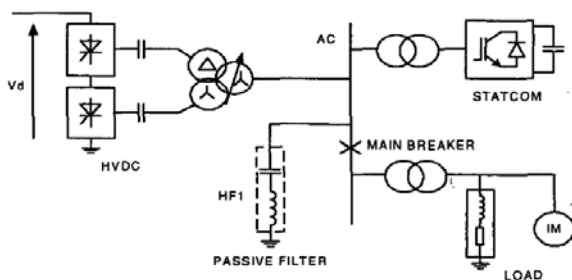 AC
Vd
STATCOM
HVDC
MAIN BREAKER
HF1
IM
PASSIVE FILTER
LOAD